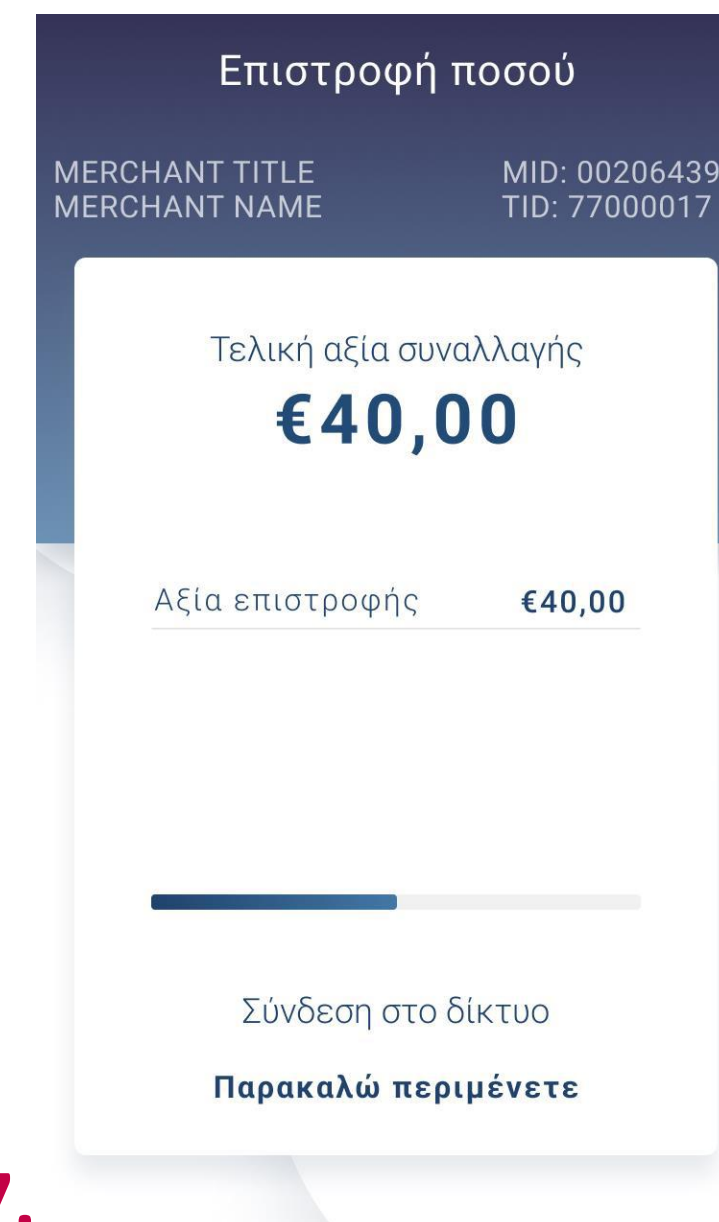 Επιστροφή ποσού
MERCHANT TITLE MID: 00206439
MERCHANT NAME TID: 77000017
Τελική αξία συναλλαγής
€40,00
Αξία επιστροφής €40,00
Σύνδεση στο δίκτυο
Παρακαλώ περιμένετε
7.